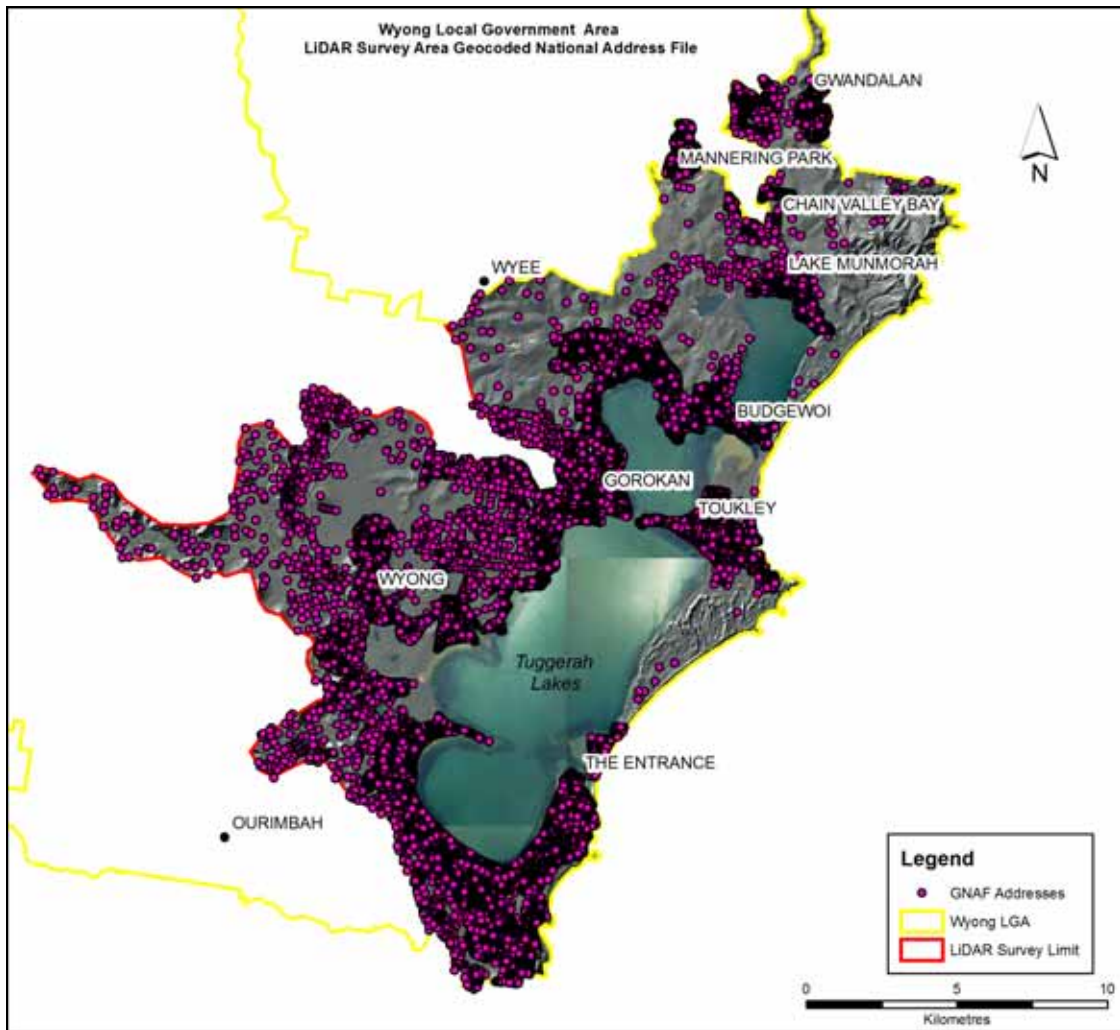 Wyong Local Government Area
LiDAR Survey Area Geocoded National Address File
GWANDALAN
MANNERING PARK
N
CHAIN VALLEY BAY
LAKE MUNMORAH
WYEE
BUDGEWOI
GOROKAN
TOUKLEY
WYONG
Tuggerah
Lakes
THE ENTRANCE
OURIMBAH
Legend
GNAF Addresses
Wyong LGA
LiDAR Survey Limit
0 5 10
Kilometres